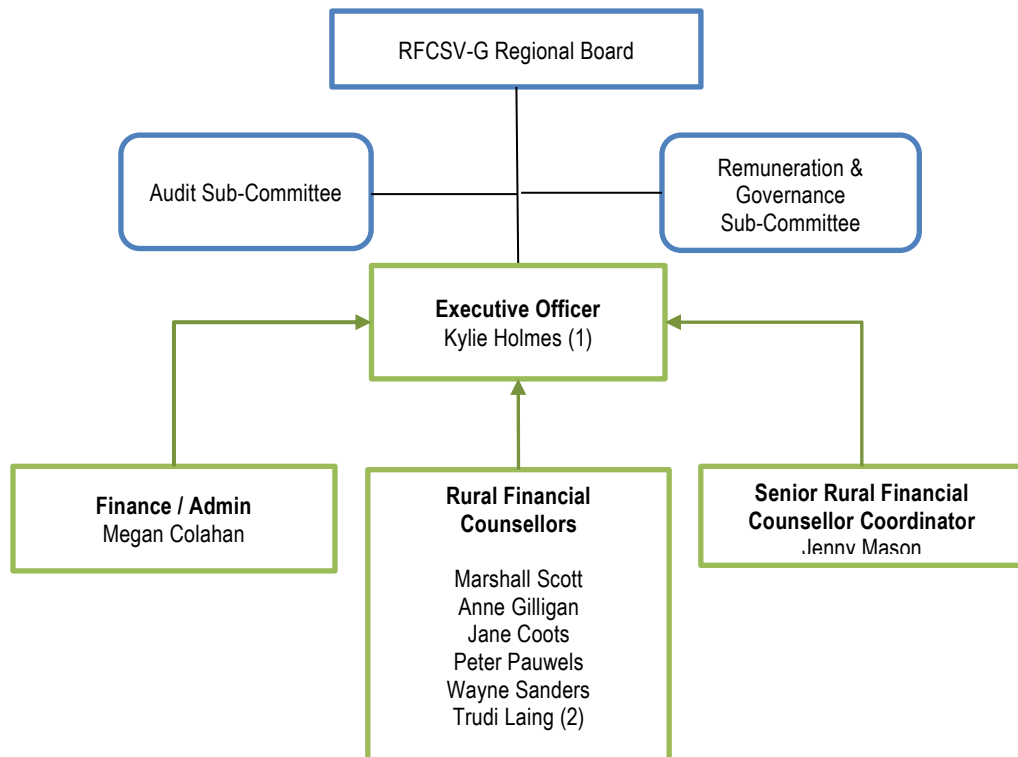 RFCSV-G Regional Board
Audit Sub-Committee
Remuneration &
Governance
Sub-Committee
Executive Officer
Kylie Holmes (1)
Finance / Admin
Megan Colahan
Rural Financial
Counsellors
Marshall Scott
Anne Gilligan
Jane Coots
Peter Pauwels
Wayne Sanders
Trudi Laing (2)
Senior Rural Financial
Counsellor Coordinator
Jenny Mason